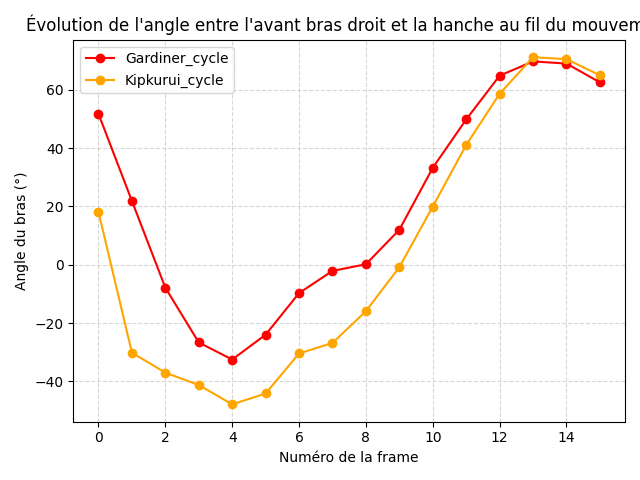 Évolution de l'angle entre l'avant bras droit et la hanche au fil du mouvem
Gardiner_cycle
Kipkurui_cycle
Angle du bras (°)
60
40
20
0
−20
−40
0 2 4 6 8 10 12 14
Numéro de la frame